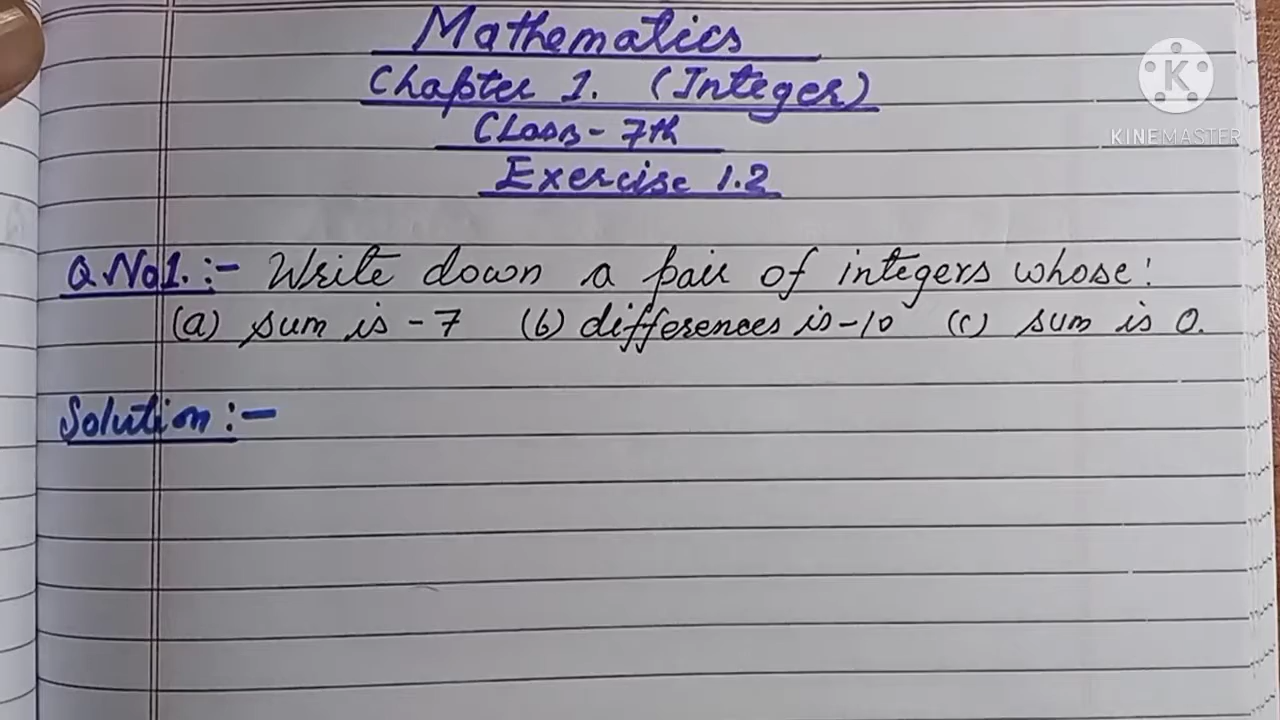 Mathematics
Chapter 1. (Integer)
Class - 7th
Exercise 1.2
Q.No1. :- Write down a pair of integers whose:
(a) sum is -7 (b) differences is -10 (c) sum is 0.
Solution :-
K
KINEMASTER